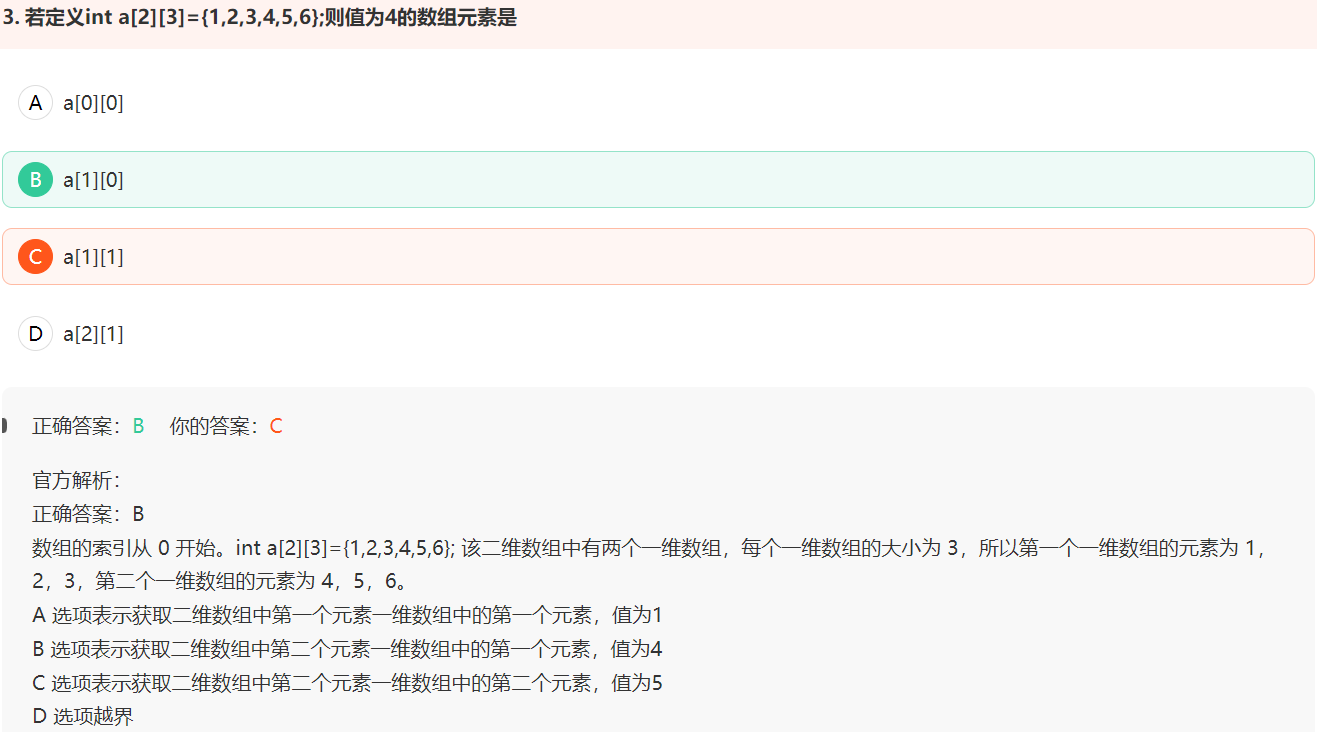 3. 若定义int a[2][3]={1,2,3,4,5,6};则值为4的数组元素是
A a[0][0]
B a[1][0]
C a[1][1]
D a[2][1]
正确答案：B 你的答案：C
官方解析：
正确答案：B
数组的索引从 0 开始。int a[2][3]={1,2,3,4,5,6}; 该二维数组中有两个一维数组，每个一维数组的大小为 3，所以第一个一维数组的元素为 1，
2，3，第二个一维数组的元素为 4，5，6。
A 选项表示获取二维数组中第一个元素一维数组中的第一个元素，值为1
B 选项表示获取二维数组中第二个元素一维数组中的第一个元素，值为4
C 选项表示获取二维数组中第二个元素一维数组中的第二个元素，值为5
D 选项越界